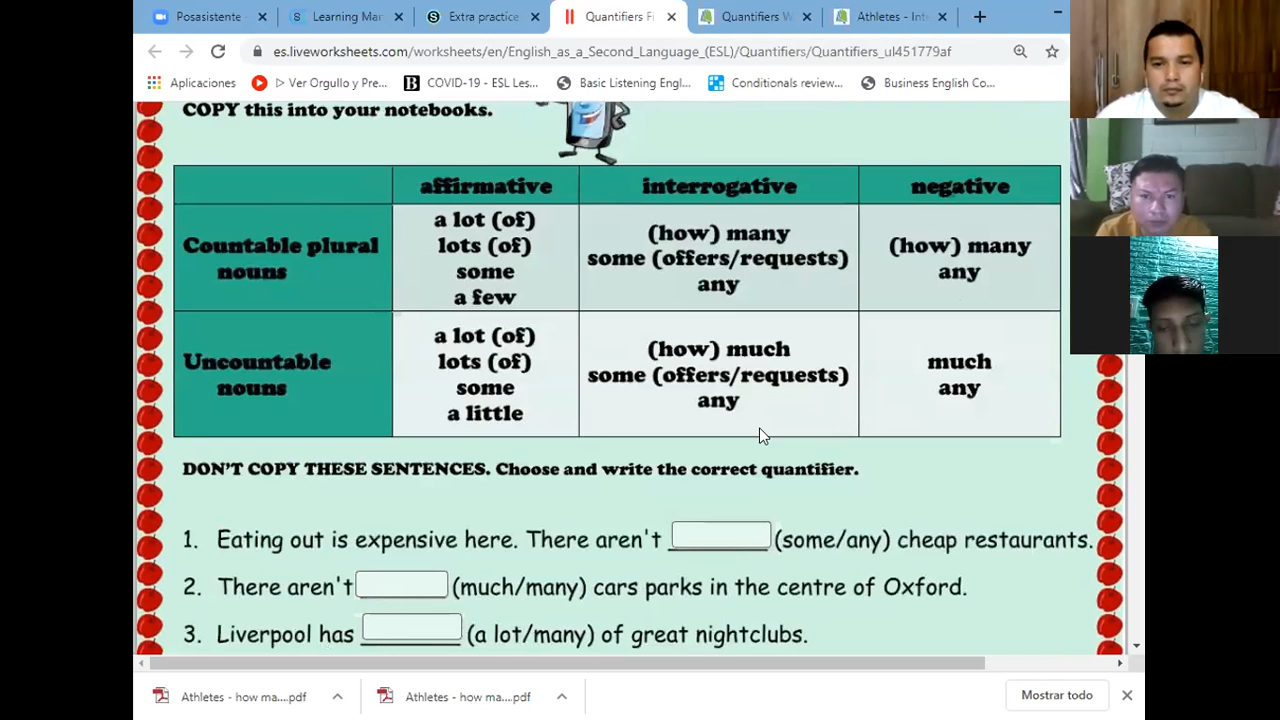 Posasistente
Learning Mar
Extra practice
Quantifiers Fi
Quantifiers W
Athletes - Int
es.liveworksheets.com/worksheets/en/English_as_a_Second_Language_(ESL)/Quantifiers/Quantifiers_ul451779af
Aplicaciones
▷ Ver Orgullo y Pre...
COVID-19 - ESL Les...
Basic Listening Engl...
Conditionals review...
Business English Co...
COPY this into your notebooks.
affirmative
interrogative
negative
Countable plural
nouns
a lot (of)
lots (of)
some
a few
(how) many
some (offers/requests)
any
(how) many
any
Uncountable
nouns
a lot (of)
lots (of)
some
a little
(how) much
some (offers/requests)
any
much
any
DON'T COPY THESE SENTENCES. Choose and write the correct quantifier.
1. Eating out is expensive here. There aren't (some/any) cheap restaurants.
2. There aren't (much/many) cars parks in the centre of Oxford.
3. Liverpool has (a lot/many) of great nightclubs.
Athletes - how ma....pdf
Athletes - how ma....pdf
Mostrar todo